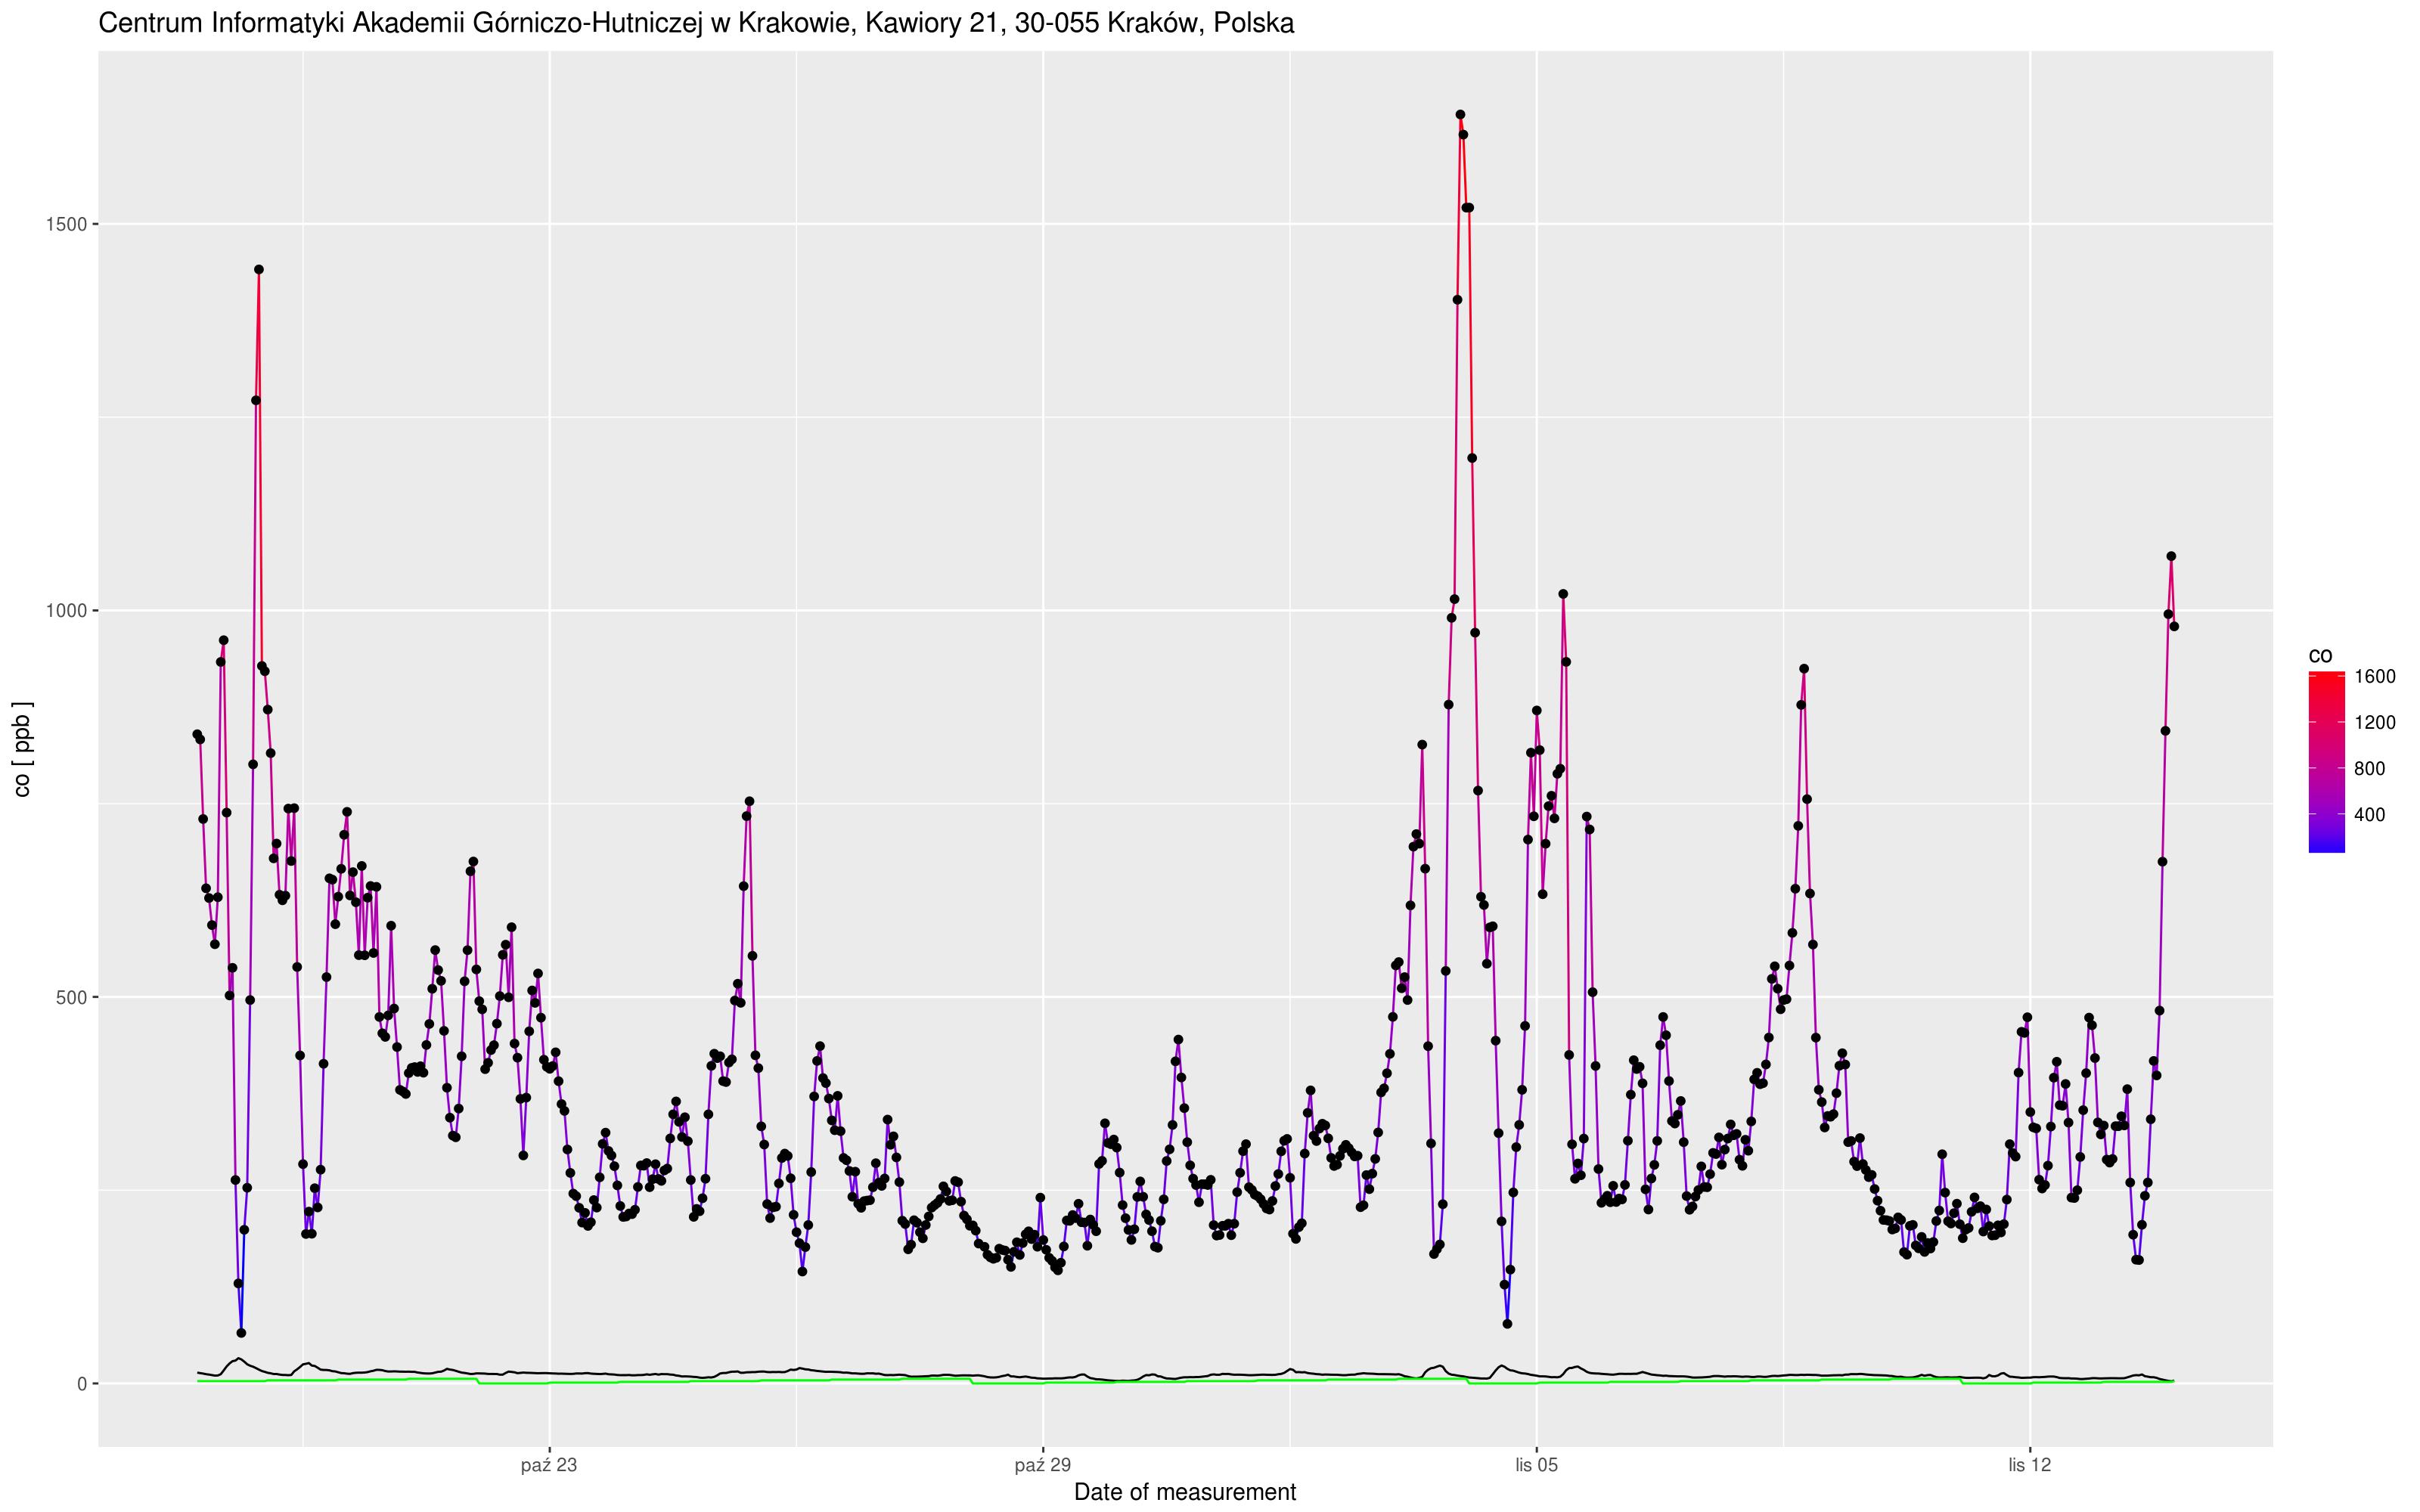 Centrum Informatyki Akademii Górniczo-Hutniczej w Krakowie, Kawiory 21, 30-055 Kraków, Polska
1500
1000
500
0
co [ ppb ]
paź 23
paź 29
lis 05
lis 12
Date of measurement
co
1600
1200
800
400